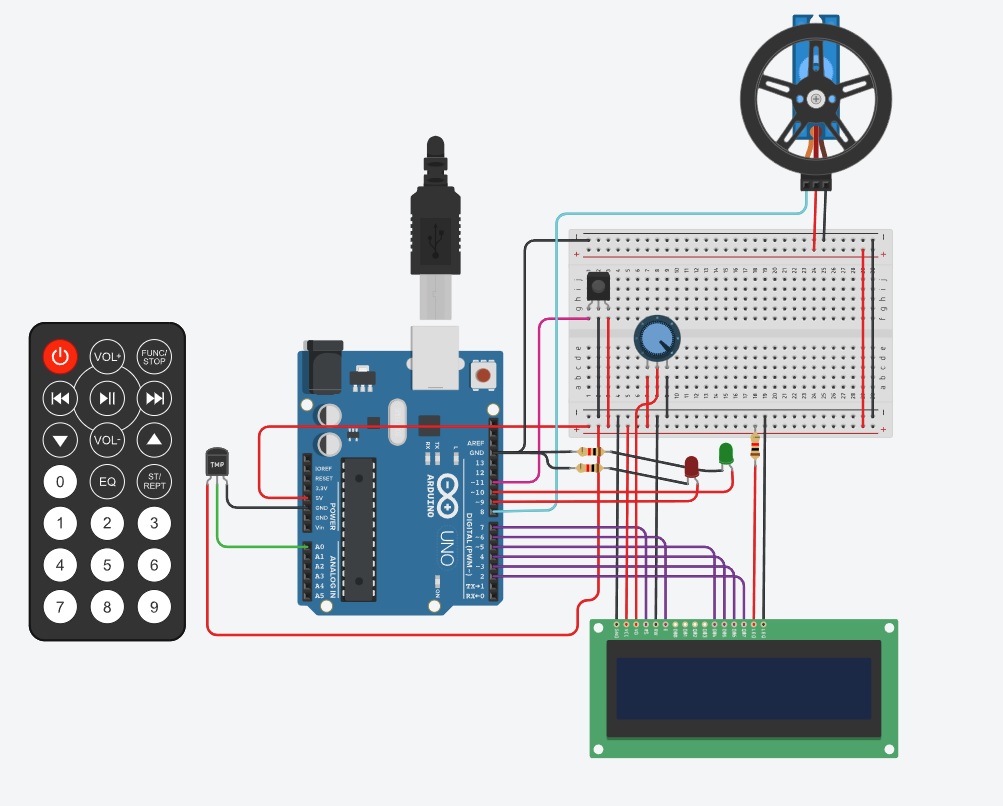 VOL+
FUNC/
STOP
VOL-
0
EQ
ST/
REPT
1
2
3
4
5
6
7
8
9
TMP
IOREF
RESET
3.3V
5V
GND
GND
Vin
POWER
A0
A1
A2
A3
A4
A5
ANALOG IN
RX
TX
L
ARDUINO
UNO
ON
AREF
GND
13
12
~11
~10
~9
8
7
~6
~5
4
~3
2
TX→1
RX←0
DIGITAL (PWM~)
j
i
h
g
f
e
d
c
b
a